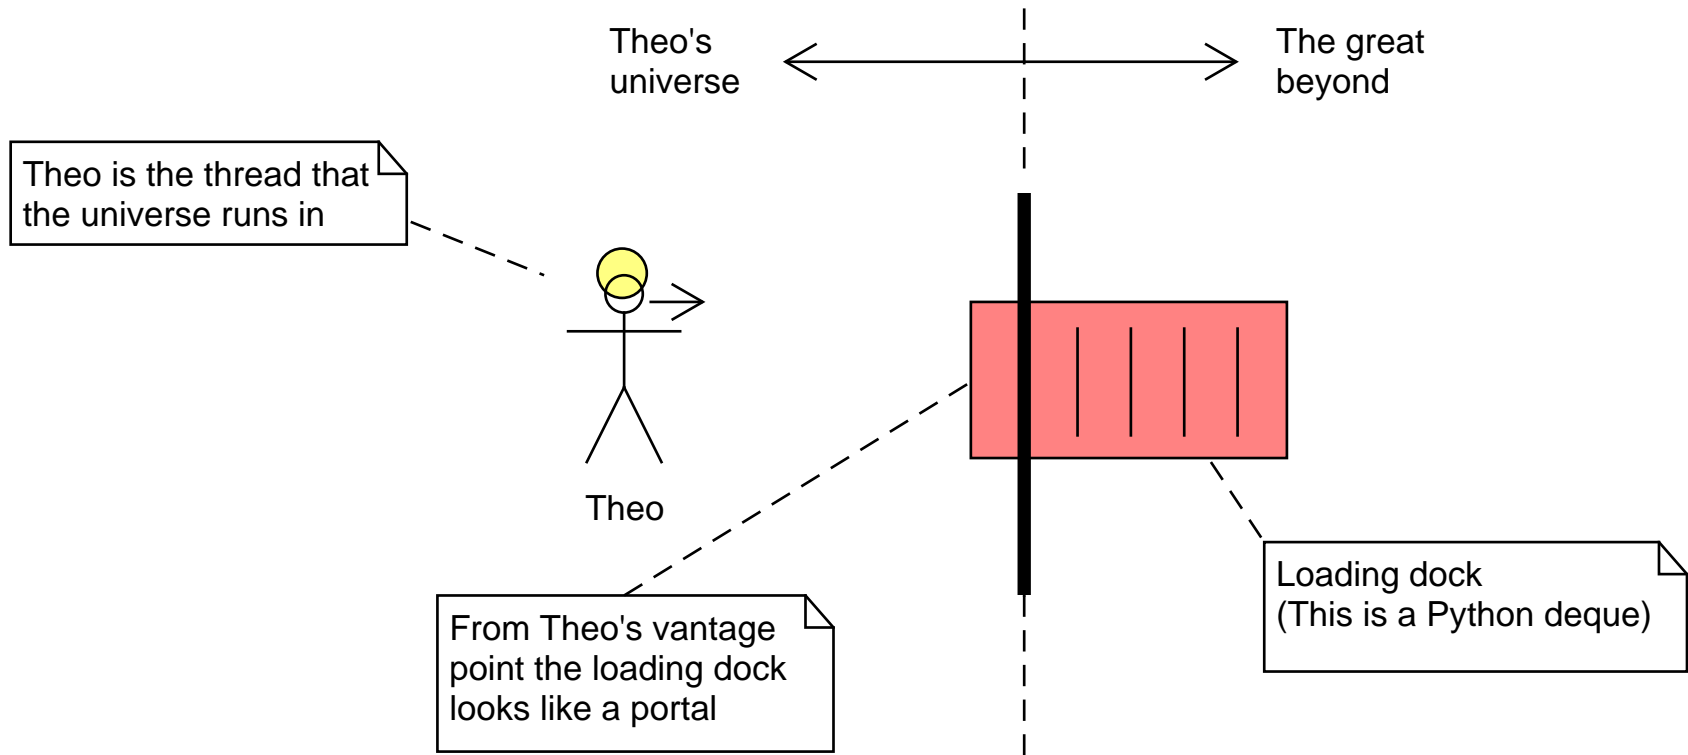 Theo's
universe
The great
beyond
Theo is the thread that
the universe runs in
Theo
From Theo's vantage
point the loading dock
looks like a portal
Loading dock
(This is a Python deque)